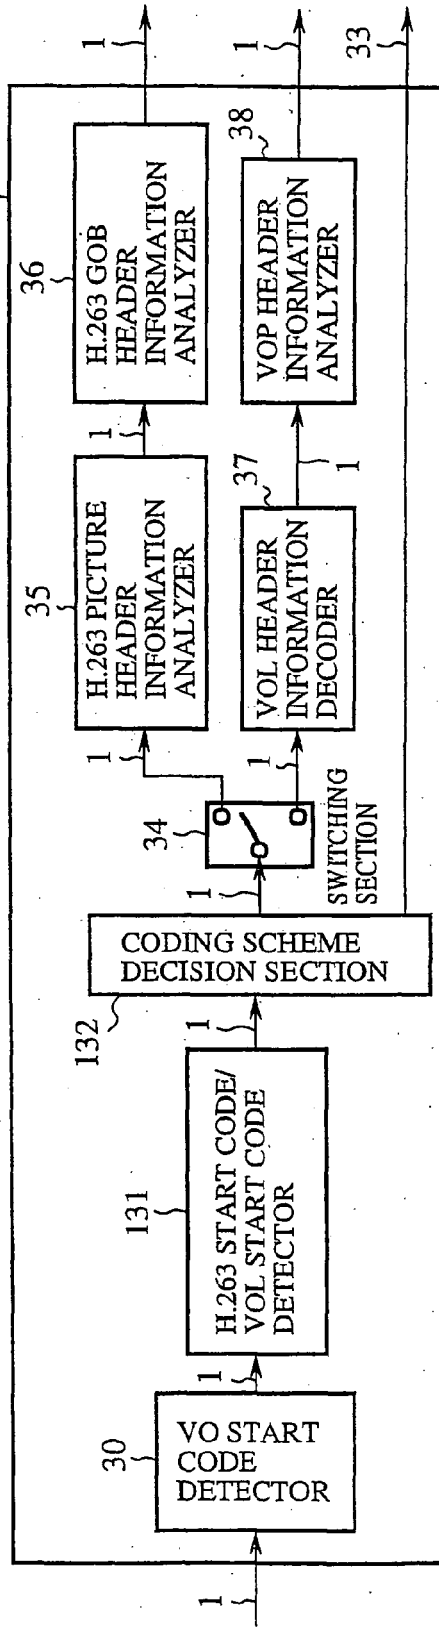 1
30
VO START
CODE
DETECTOR
1
131
H.263 START CODE/
VOL START CODE
DETECTOR
1
132
CODING SCHEME
DECISION SECTION
1
34
SWITCHING
SECTION
1
35
H.263 PICTURE
HEADER
INFORMATION
ANALYZER
1
36
H.263 GOB
HEADER
INFORMATION
ANALYZER
1
1
37
VOL HEADER
INFORMATION
DECODER
1
38
VOP HEADER
INFORMATION
ANALYZER
1
33